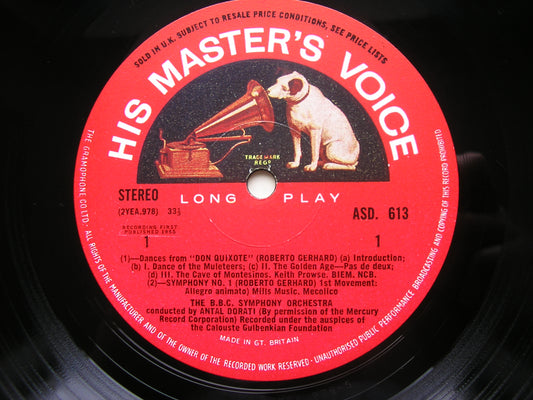 SOLD IN U.K. SUBJECT TO RESALE PRICE CONDITIONS, SEE PRICE LISTS
HIS MASTER'S VOICE
TRADE MARK
REGD
STEREO
LONG PLAY
ASD. 613
(2YEA.978) 33⅓
RECORDING FIRST
PUBLISHED 1965
1
1
(1)—Dances from "DON QUIXOTE" (ROBERTO GERHARD) (a) Introduction;
(b) I. Dance of the Muleteers; (c) II. The Golden Age—Pas de deux;
(d) III. The Cave of Montesinos. Keith Prowse. BIEM. NCB.
(2)—SYMPHONY NO. 1 (ROBERTO GERHARD) 1st Movement:
Allegro animato) Mills Music. Mecolico
THE B.B.C. SYMPHONY ORCHESTRA
conducted by ANTAL DORATI (By permission of the Mercury
Record Corporation) Recorded under the auspices of
the Calouste Gulbenkian Foundation
MADE IN GT. BRITAIN
THE GRAMOPHONE CO. LTD. ALL RIGHTS OF THE MANUFACTURER AND OF THE OWNER OF THE RECORDED WORK RESERVED · UNAUTHORISED PUBLIC PERFORMANCE BROADCASTING AND COPYING OF THIS RECORD PROHIBITED